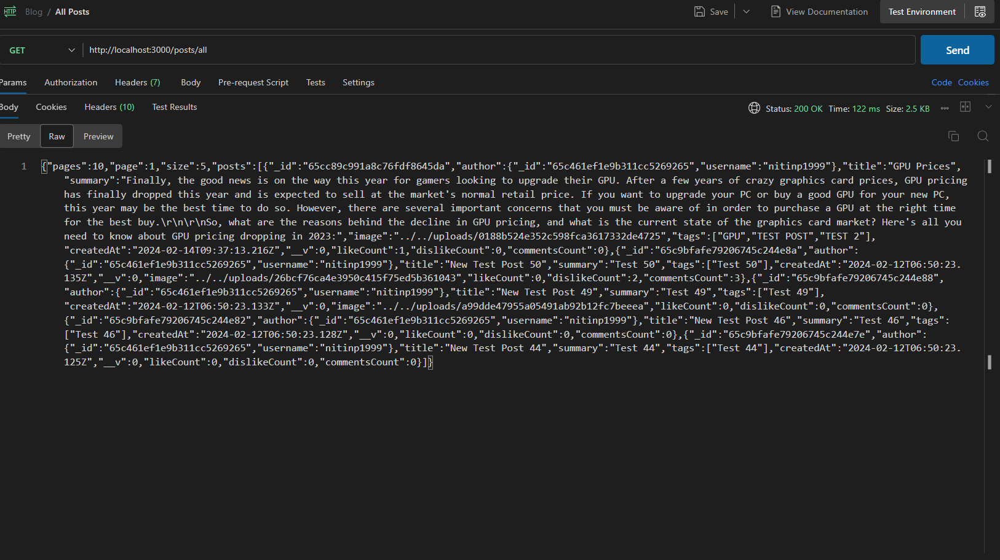 HTTP Blog / All Posts Save View Documentation Test Environment
GET http://localhost:3000/posts/all Send
Params Authorization Headers (7) Body Pre-request Script Tests Settings Code Cookies
Body Cookies Headers (10) Test Results Status: 200 OK Time: 122 ms Size: 2.5 KB
Pretty Raw Preview
1 {"pages":10,"page":1,"size":5,"posts":[{"_id":"65cc89c991a8c76fdf8645da","author":{"_id":"65c461ef1e9b311cc5269265","username":"nitinp1999"},"title":"GPU Prices",
"summary":"Finally, the good news is on the way this year for gamers looking to upgrade their GPU. After a few years of crazy graphics card prices, GPU pricing
has finally dropped this year and is expected to sell at the market's normal retail price. If you want to upgrade your PC or buy a good GPU for your new PC,
this year may be the best time to do so. However, there are several important concerns that you must be aware of in order to purchase a GPU at the right time
for the best buy.\r\n\r\nSo, what are the reasons behind the decline in GPU pricing, and what is the current state of the graphics card market? Here's all you
need to know about GPU pricing dropping in 2023:","image":"../../uploads/0188b524e352c598fca3617332de4725","tags":["GPU","TEST POST","TEST 2"],
"createdAt":"2024-02-14T09:37:13.216Z","__v":0,"likeCount":1,"dislikeCount":0,"commentsCount":0},{"_id":"65c9bfafe79206745c244e8a","author":
{"_id":"65c461ef1e9b311cc5269265","username":"nitinp1999"},"title":"New Test Post 50","summary":"Test 50","tags":["Test 50"],"createdAt":"2024-02-12T06:50:23.
135Z","__v":0,"image":"../../uploads/26bcf76ca4e3950c415f75ed5b361043","likeCount":0,"dislikeCount":2,"commentsCount":3},{"_id":"65c9bfafe79206745c244e88",
"author":{"_id":"65c461ef1e9b311cc5269265","username":"nitinp1999"},"title":"New Test Post 49","summary":"Test 49","tags":["Test 49"],
"createdAt":"2024-02-12T06:50:23.133Z","__v":0,"image":"../../uploads/a99dde47955a05491ab92b12fc7beeea","likeCount":0,"dislikeCount":0,"commentsCount":0},
{"_id":"65c9bfafe79206745c244e82","author":{"_id":"65c461ef1e9b311cc5269265","username":"nitinp1999"},"title":"New Test Post 46","summary":"Test 46","tags":
["Test 46"],"createdAt":"2024-02-12T06:50:23.128Z","__v":0,"likeCount":0,"dislikeCount":0,"commentsCount":0},{"_id":"65c9bfafe79206745c244e7e","author":
{"_id":"65c461ef1e9b311cc5269265","username":"nitinp1999"},"title":"New Test Post 44","summary":"Test 44","tags":["Test 44"],"createdAt":"2024-02-12T06:50:23.
125Z","__v":0,"likeCount":0,"dislikeCount":0,"commentsCount":0}]}